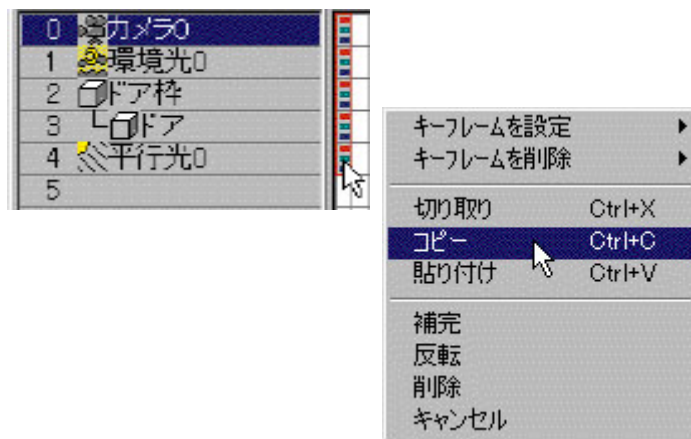 0 カメラ0
1 環境光0
2 ドア枠
3 ドア
4 平行光0
5
キーフレームを設定
キーフレームを削除
切り取り Ctrl+X
コピー Ctrl+C
貼り付け Ctrl+V
補完
反転
削除
キャンセル